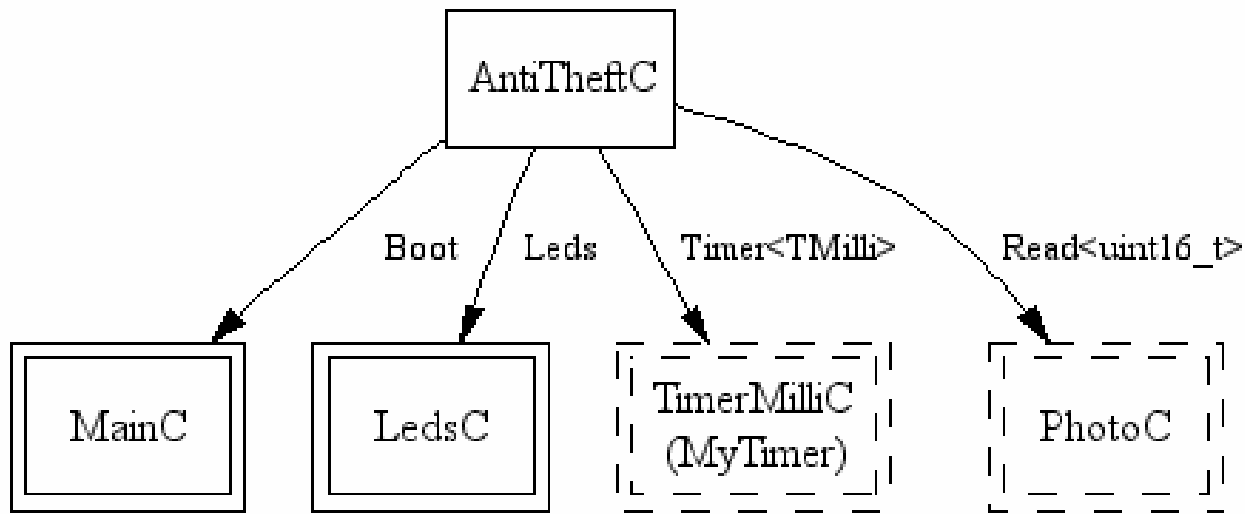 AntiTheftC
Boot
Leds
Timer<TMilli>
Read<uint16_t>
MainC
LedsC
TimerMilliC
(MyTimer)
PhotoC